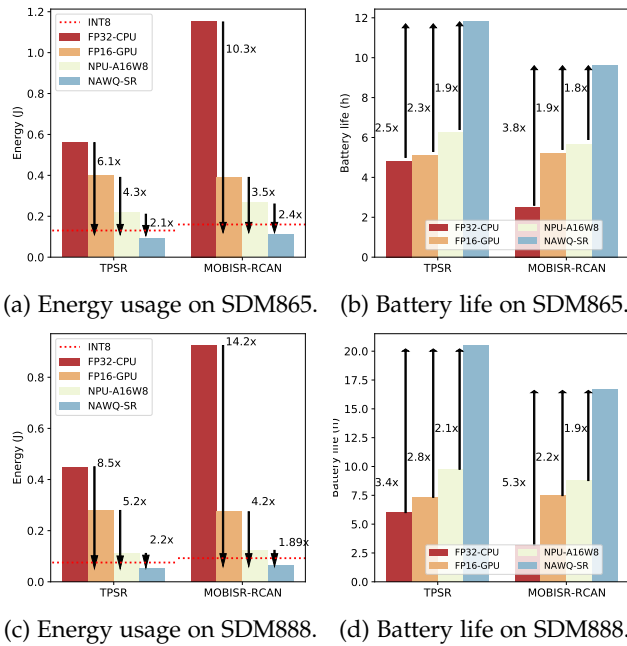 1.2
1.0
0.8
0.6
0.4
0.2
0.0
Energy (J)
INT8
FP32-CPU
FP16-GPU
NPU-A16W8
NAWQ-SR
6.1x
4.3x
2.1x
10.3x
3.5x
2.4x
TPSR
MOBISR-RCAN
12
10
8
6
4
2
0
Battery life (h)
2.5x
2.3x
1.9x
3.8x
1.9x
1.8x
FP32-CPU
FP16-GPU
NPU-A16W8
NAWQ-SR
TPSR
MOBISR-RCAN
(a) Energy usage on SDM865.
(b) Battery life on SDM865.
0.8
0.6
0.4
0.2
0.0
Energy (J)
INT8
FP32-CPU
FP16-GPU
NPU-A16W8
NAWQ-SR
8.5x
5.2x
2.2x
14.2x
4.2x
1.89x
TPSR
MOBISR-RCAN
20.0
17.5
15.0
12.5
10.0
7.5
5.0
2.5
0.0
Battery life (h)
3.4x
2.8x
2.1x
5.3x
2.2x
1.9x
FP32-CPU
FP16-GPU
NPU-A16W8
NAWQ-SR
TPSR
MOBISR-RCAN
(c) Energy usage on SDM888.
(d) Battery life on SDM888.